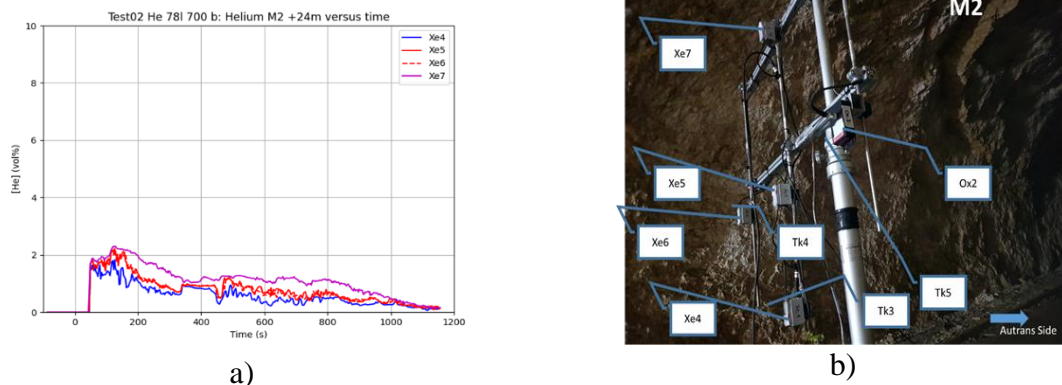 Test02 He 78l 700 b: Helium M2 +24m versus time
10
8
6
4
2
0
[He] (vol%)
Xe4
Xe5
Xe6
Xe7
0 200 400 600 800 1000 1200
Time (s)
a)
M2
Xe7
Xe5
Ox2
Xe6
Tk4
Tk5
Xe4
Tk3
Autrans Side
b)